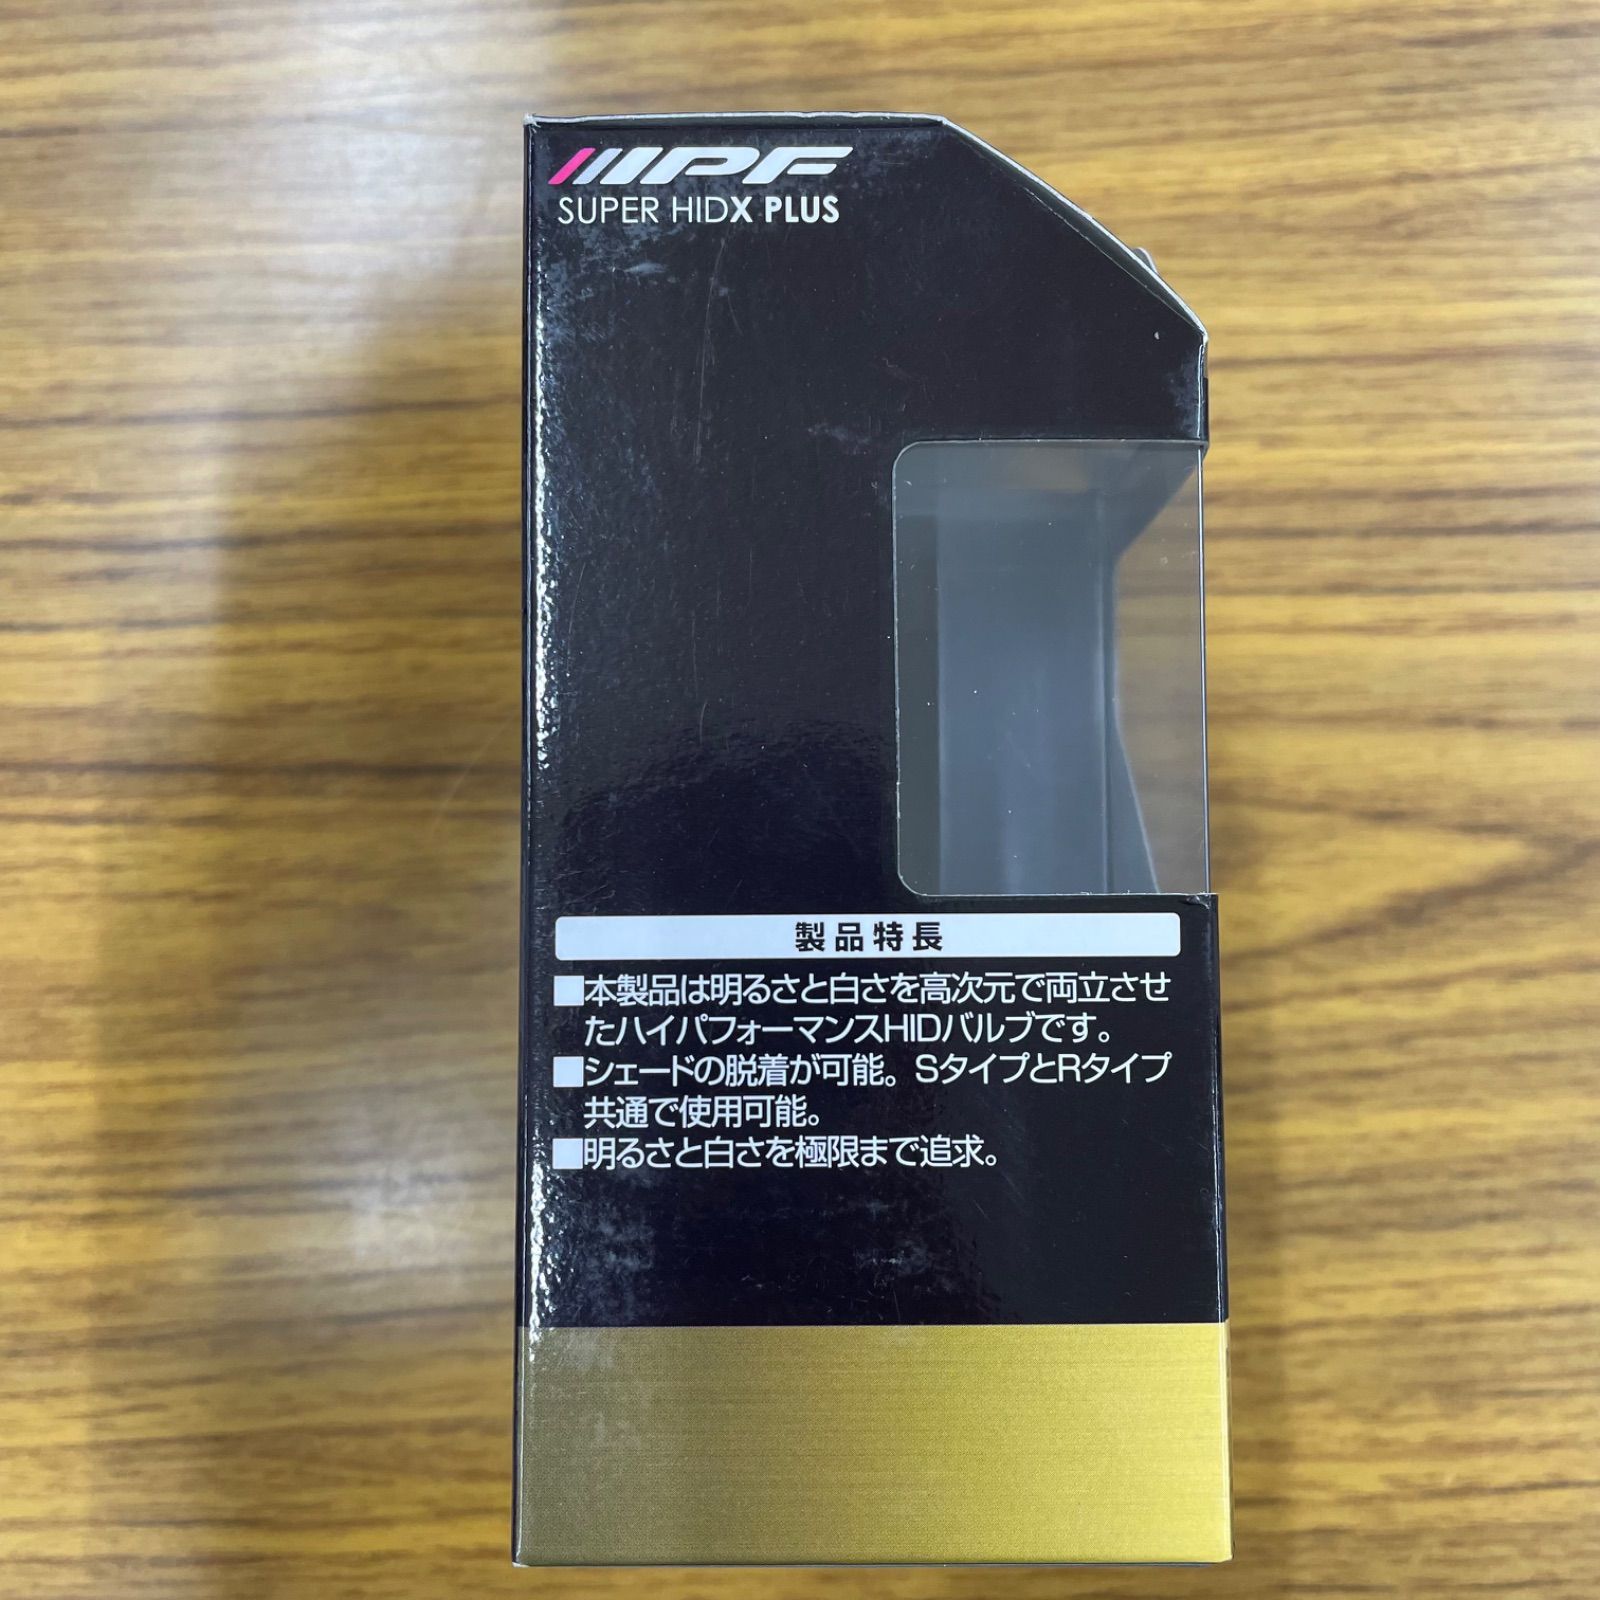 IPF
SUPER HIDX PLUS
製品特長
■本製品は明るさと白さを高次元で両立させ
たハイパフォーマンスHIDバルブです。
■シェードの脱着が可能。SタイプとRタイプ
共通で使用可能。
■明るさと白さを極限まで追求。